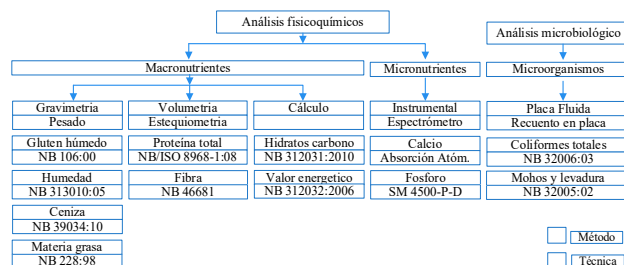 Análisis fisicoquímicos
Análisis microbiológico
Macronutrientes
Micronutrientes
Microorganismos
Gravimetria
Pesado
Volumetria
Estequiometria
Cálculo
Instrumental
Espectrómetro
Placa Fluida
Recuento en placa
Gluten húmedo
NB 106:00
Proteína total
NB/ISO 8968-1:08
Hidratos carbono
NB 312031:2010
Calcio
Absorción Atóm.
Coliformes totales
NB 32006:03
Humedad
NB 313010:05
Fibra
NB 46681
Valor energetico
NB 312032:2006
Fosforo
SM 4500-P-D
Mohos y levadura
NB 32005:02
Ceniza
NB 39034:10
Materia grasa
NB 228:98
Método
Técnica